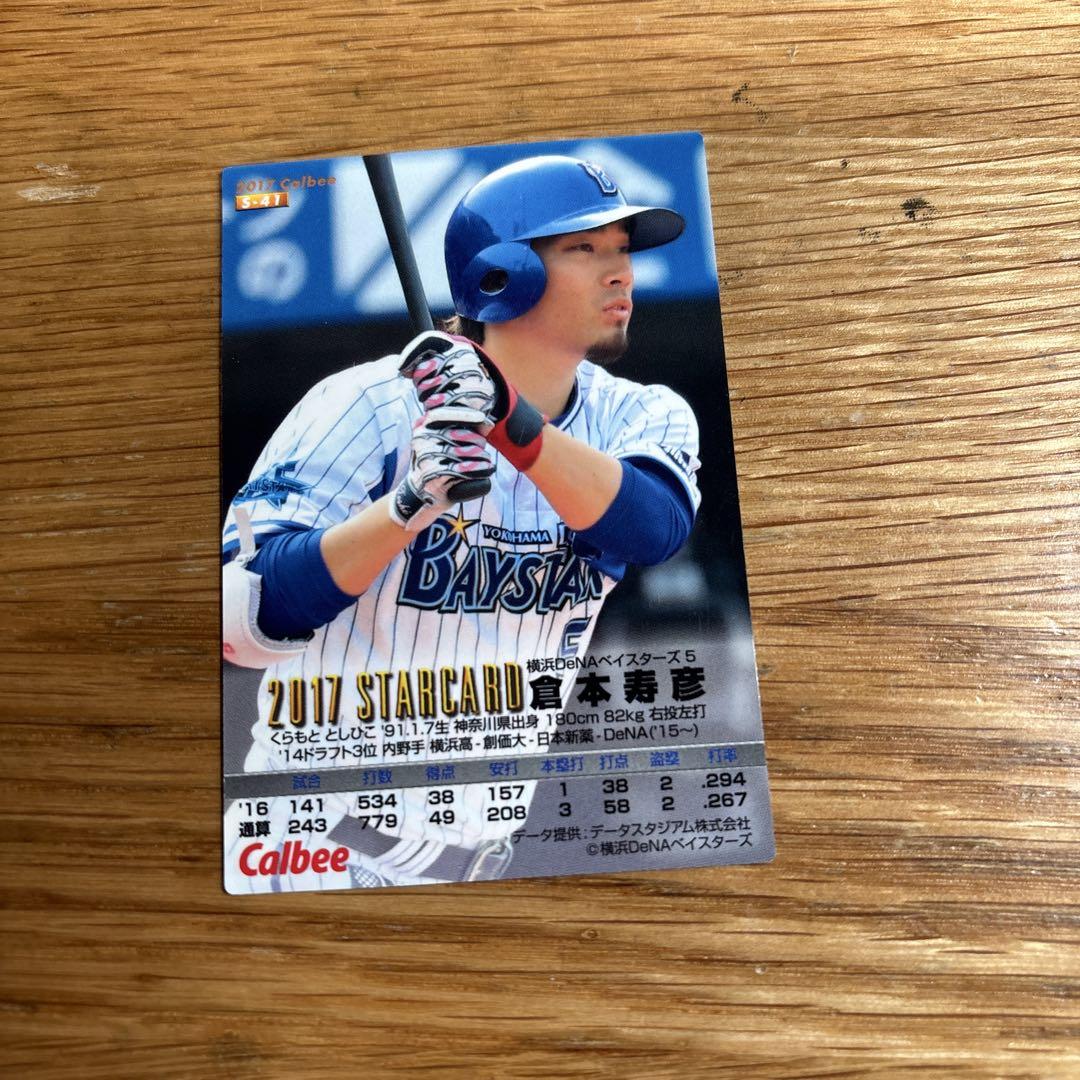 2017 Calbee
S-41
B
YOKOHAMA
BAYSTAR
横浜DeNAベイスターズ 5
2017 STARCARD
倉本寿彦
くらもと としひこ '91.1.7生 神奈川県出身 180cm 82kg 右投左打
'14ドラフト3位 内野手 横浜高-創価大-日本新薬-DeNA('15〜)
試合 打数 得点 安打 本塁打 打点 盗塁 打率
'16 141 534 38 157 1 38 2 .294
通算 243 779 49 208 3 58 2 .267
データ提供:データスタジアム株式会社
©横浜DeNAベイスターズ
Calbee